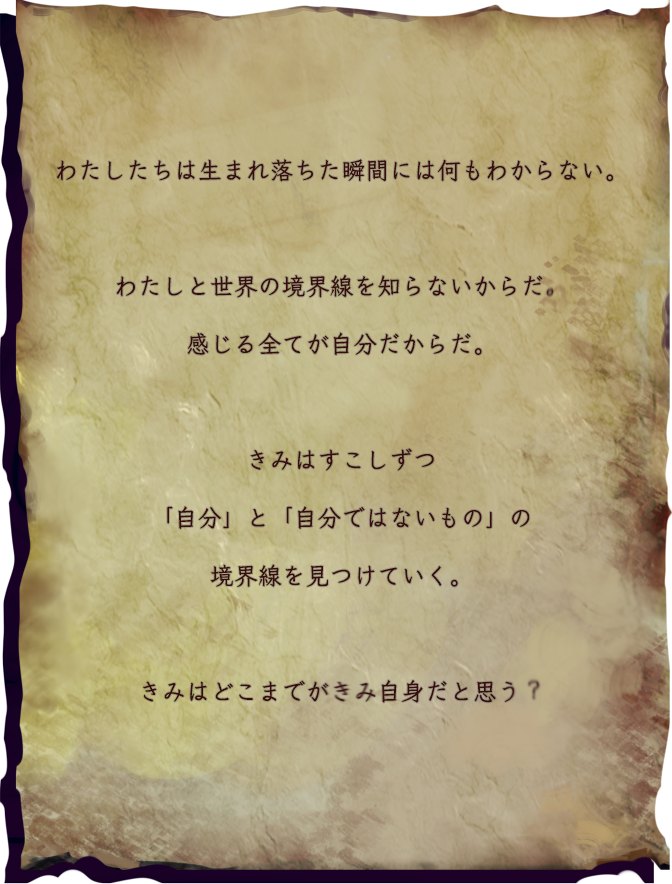 わたしたちは生まれ落ちた瞬間には何もわからない。
わたしと世界の境界線を知らないからだ。
感じる全てが自分だからだ。
きみはすこしずつ
「自分」と「自分ではないもの」の
境界線を見つけていく。
きみはどこまでがきみ自身だと思う？